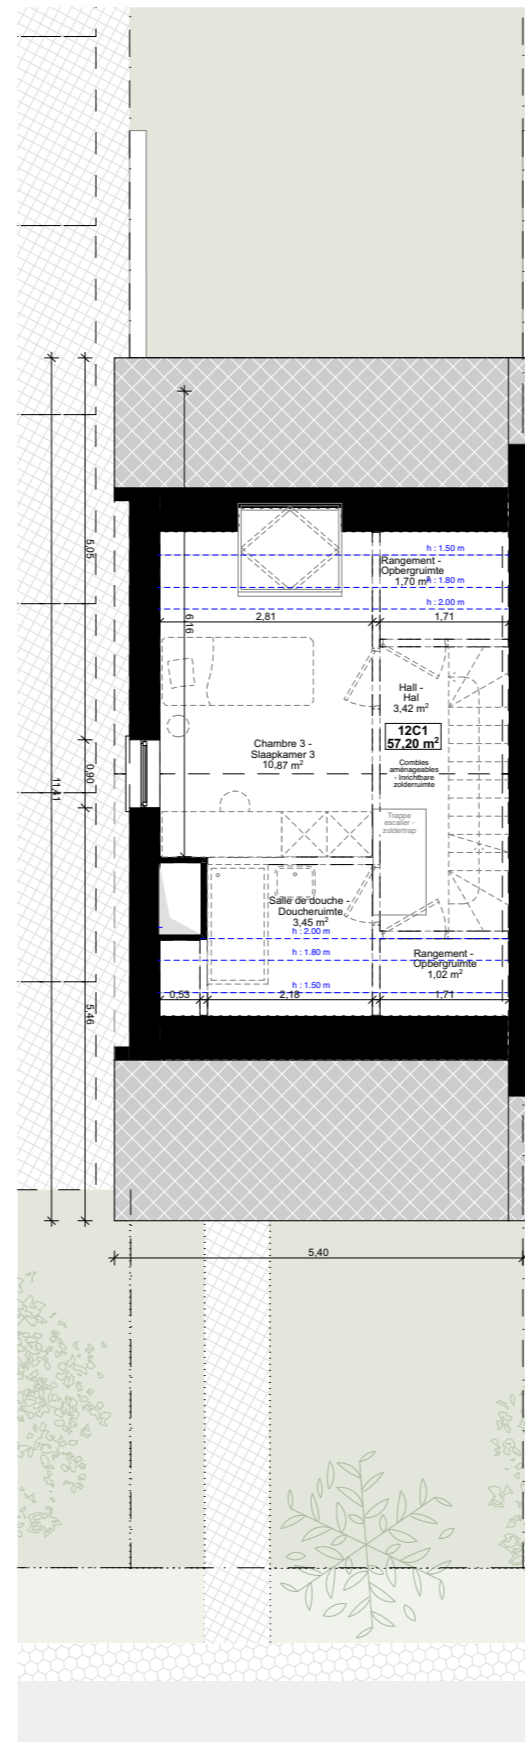 5,05
11,41
0,90
5,46
6,16
h : 1.50 m
Rangement -
Opbergruimte
1,70 m²
h : 1.80 m
h : 2.00 m
2,81
1,71
Hall -
Hal
3,42 m²
12C1
57,20 m²
Combles
aménageables
- Inrichtbare
zolderruimte
Chambre 3 -
Slaapkamer 3
10,87 m²
Trappe
escalier -
zoldertrap
Salle de douche -
Doucheruimte
3,45 m²
h : 2.00 m
h : 1.80 m
Rangement -
Opbergruimte
1,02 m²
h : 1.50 m
0,53
2,18
1,71
5,40